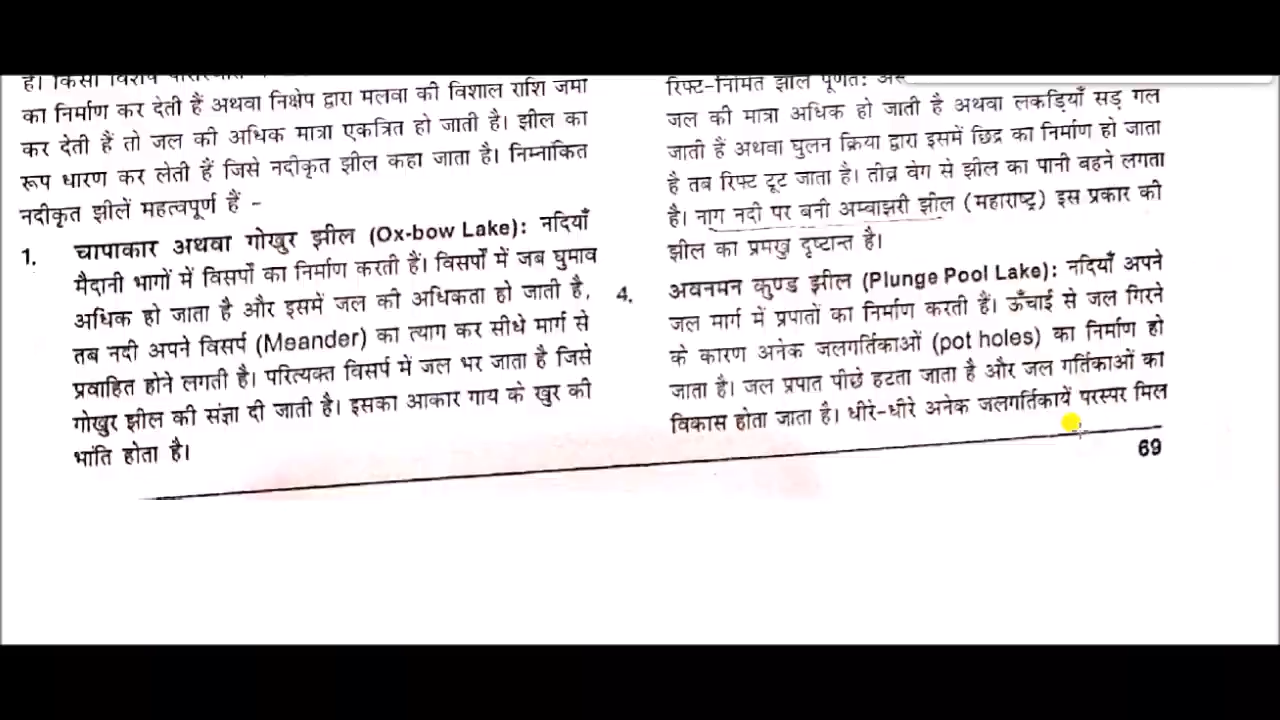 है। किसी विशेष
का निर्माण कर देती हैं अथवा निक्षेप द्वारा मलवा की विशाल राशि जमा
कर देती हैं तो जल की अधिक मात्रा एकत्रित हो जाती है। झील का
रूप धारण कर लेती हैं जिसे नदीकृत झील कहा जाता है। निम्नांकित
नदीकृत झीलें महत्वपूर्ण हैं -
1. चापाकार अथवा गोखुर झील (Ox-bow Lake): नदियाँ
मैदानी भागों में विसर्पों का निर्माण करती हैं। विसर्पों में जब घुमाव
अधिक हो जाता है और इसमें जल की अधिकता हो जाती है,
तब नदी अपने विसर्प (Meander) का त्याग कर सीधे मार्ग से
प्रवाहित होने लगती है। परित्यक्त विसर्प में जल भर जाता है जिसे
गोखुर झील की संज्ञा दी जाती है। इसका आकार गाय के खुर की
भांति होता है।
रिफ्ट-निर्मित झील पूर्णतः
जल की मात्रा अधिक हो जाती है अथवा लकड़ियाँ सड़ गल
जाती हैं अथवा घुलन क्रिया द्वारा इसमें छिद्र का निर्माण हो जाता
है तब रिफ्ट टूट जाता है। तीव्र वेग से झील का पानी बहने लगता
है। नाग नदी पर बनी अम्बाझरी झील (महाराष्ट्र) इस प्रकार की
झील का प्रमखु दृष्टान्त है।
4. अवनमन कुण्ड झील (Plunge Pool Lake): नदियाँ अपने
जल मार्ग में प्रपातों का निर्माण करती हैं। ऊँचाई से जल गिरने
के कारण अनेक जलगर्तिकाओं (pot holes) का निर्माण हो
जाता है। जल प्रपात पीछे हटता जाता है और जल गर्तिकाओं का
विकास होता जाता है। धीरे-धीरे अनेक जलगर्तिकायें परस्पर मिल
69